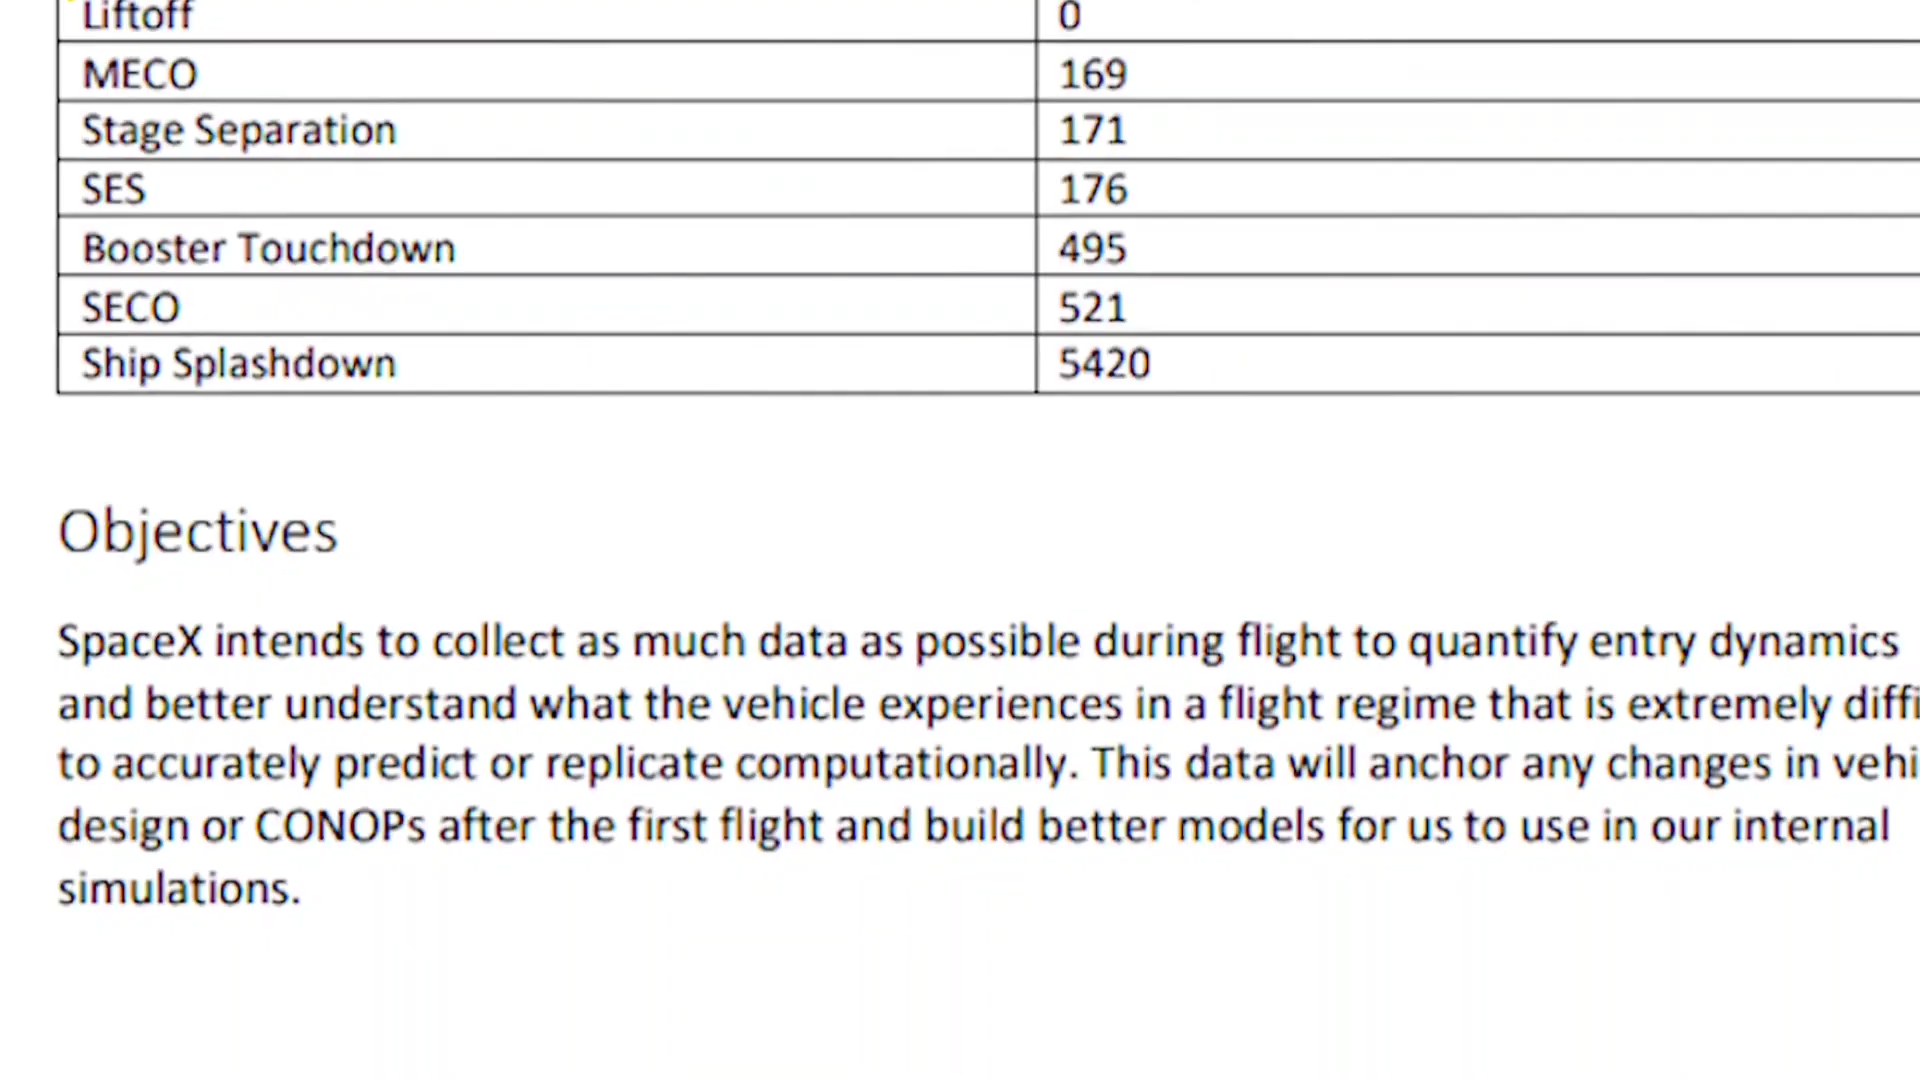 Liftoff 0
MECO 169
Stage Separation 171
SES 176
Booster Touchdown 495
SECO 521
Ship Splashdown 5420
Objectives
SpaceX intends to collect as much data as possible during flight to quantify entry dynamics
and better understand what the vehicle experiences in a flight regime that is extremely
to accurately predict or replicate computationally. This data will anchor any changes in
design or CONOPs after the first flight and build better models for us to use in our internal
simulations.